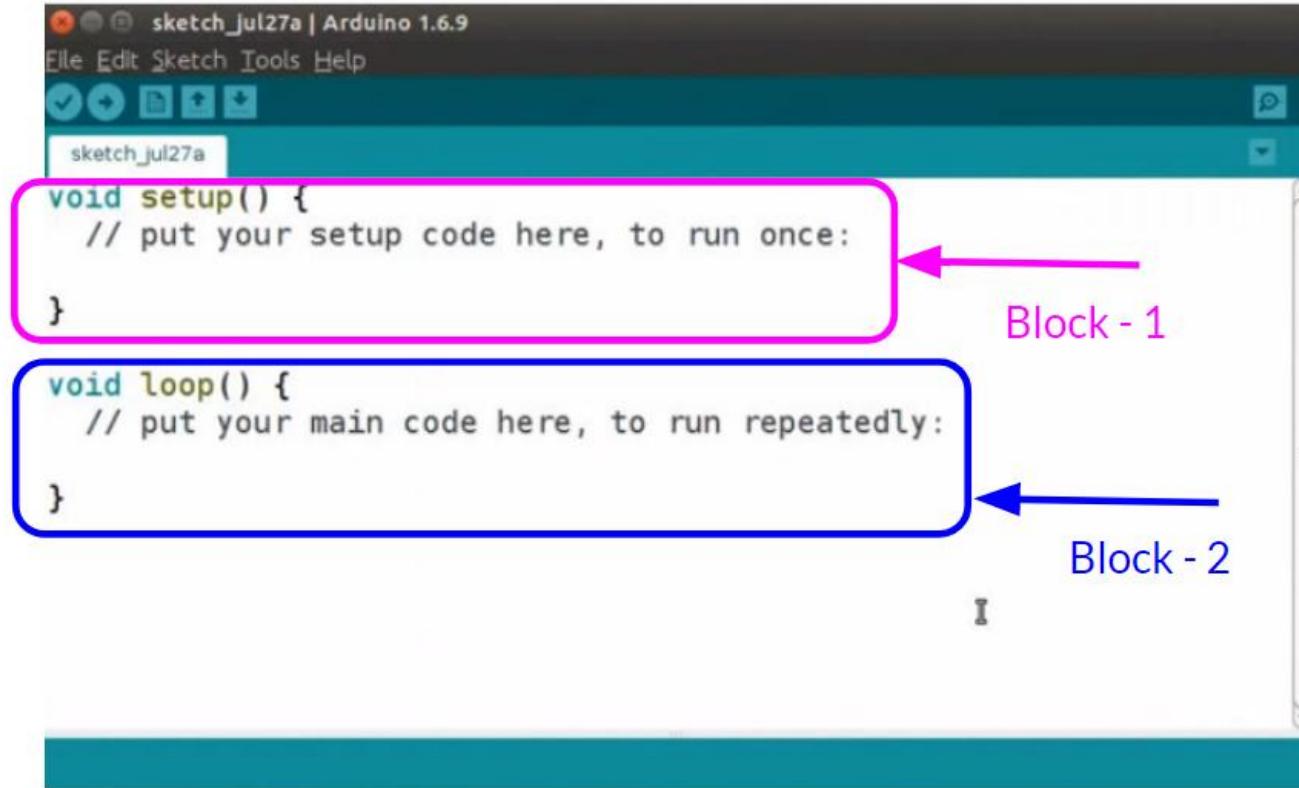 sketch_jul27a | Arduino 1.6.9
File Edit Sketch Tools Help
sketch_jul27a
void setup() {
  // put your setup code here, to run once:
}
Block - 1
void loop() {
  // put your main code here, to run repeatedly:
}
Block - 2